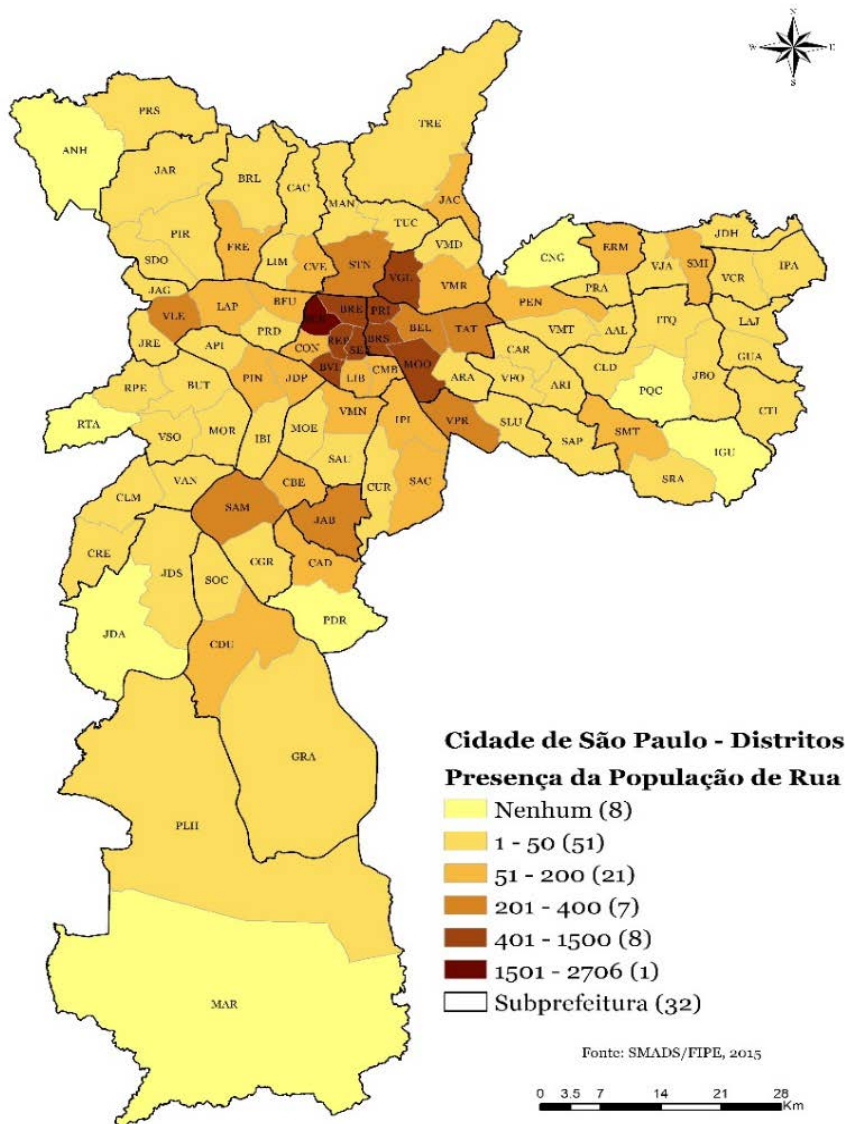 N
W
E
S
PRS
TRE
ANH
JAR
BRL
CAC
MAN
JAC
TUC
PIR
FRE
VMD
CNG
ERM
JDH
SDO
LIM
CVE
STN
VGL
VJA
SMI
VCR
IPA
JAG
VMR
PEN
PRA
VLE
LAP
BFU
BRE
PRI
BEL
TAT
VMT
AAL
ITQ
LAJ
JRE
API
PRD
CON
REP
SEX
BRS
MOO
CAR
GUA
RPE
BUT
PIN
JDP
BVI
LIB
CMB
ARA
VFO
ARI
CLD
PQC
JBO
CTI
RTA
VMN
VSO
MOR
IBI
MOE
IPI
VPR
SLU
SAP
SMT
IGU
SAU
VAN
CBE
CUR
SAC
SRA
CLM
SAM
JAB
CRE
JDS
SOC
CGR
CAD
JDA
PDR
CDU
GRA
PLH
MAR
Cidade de São Paulo - Distritos
Presença da População de Rua
Nenhum (8)
1 - 50 (51)
51 - 200 (21)
201 - 400 (7)
401 - 1500 (8)
1501 - 2706 (1)
Subprefeitura (32)
Fonte: SMADS/FIPE, 2015
0 3.5 7 14 21 28
Km